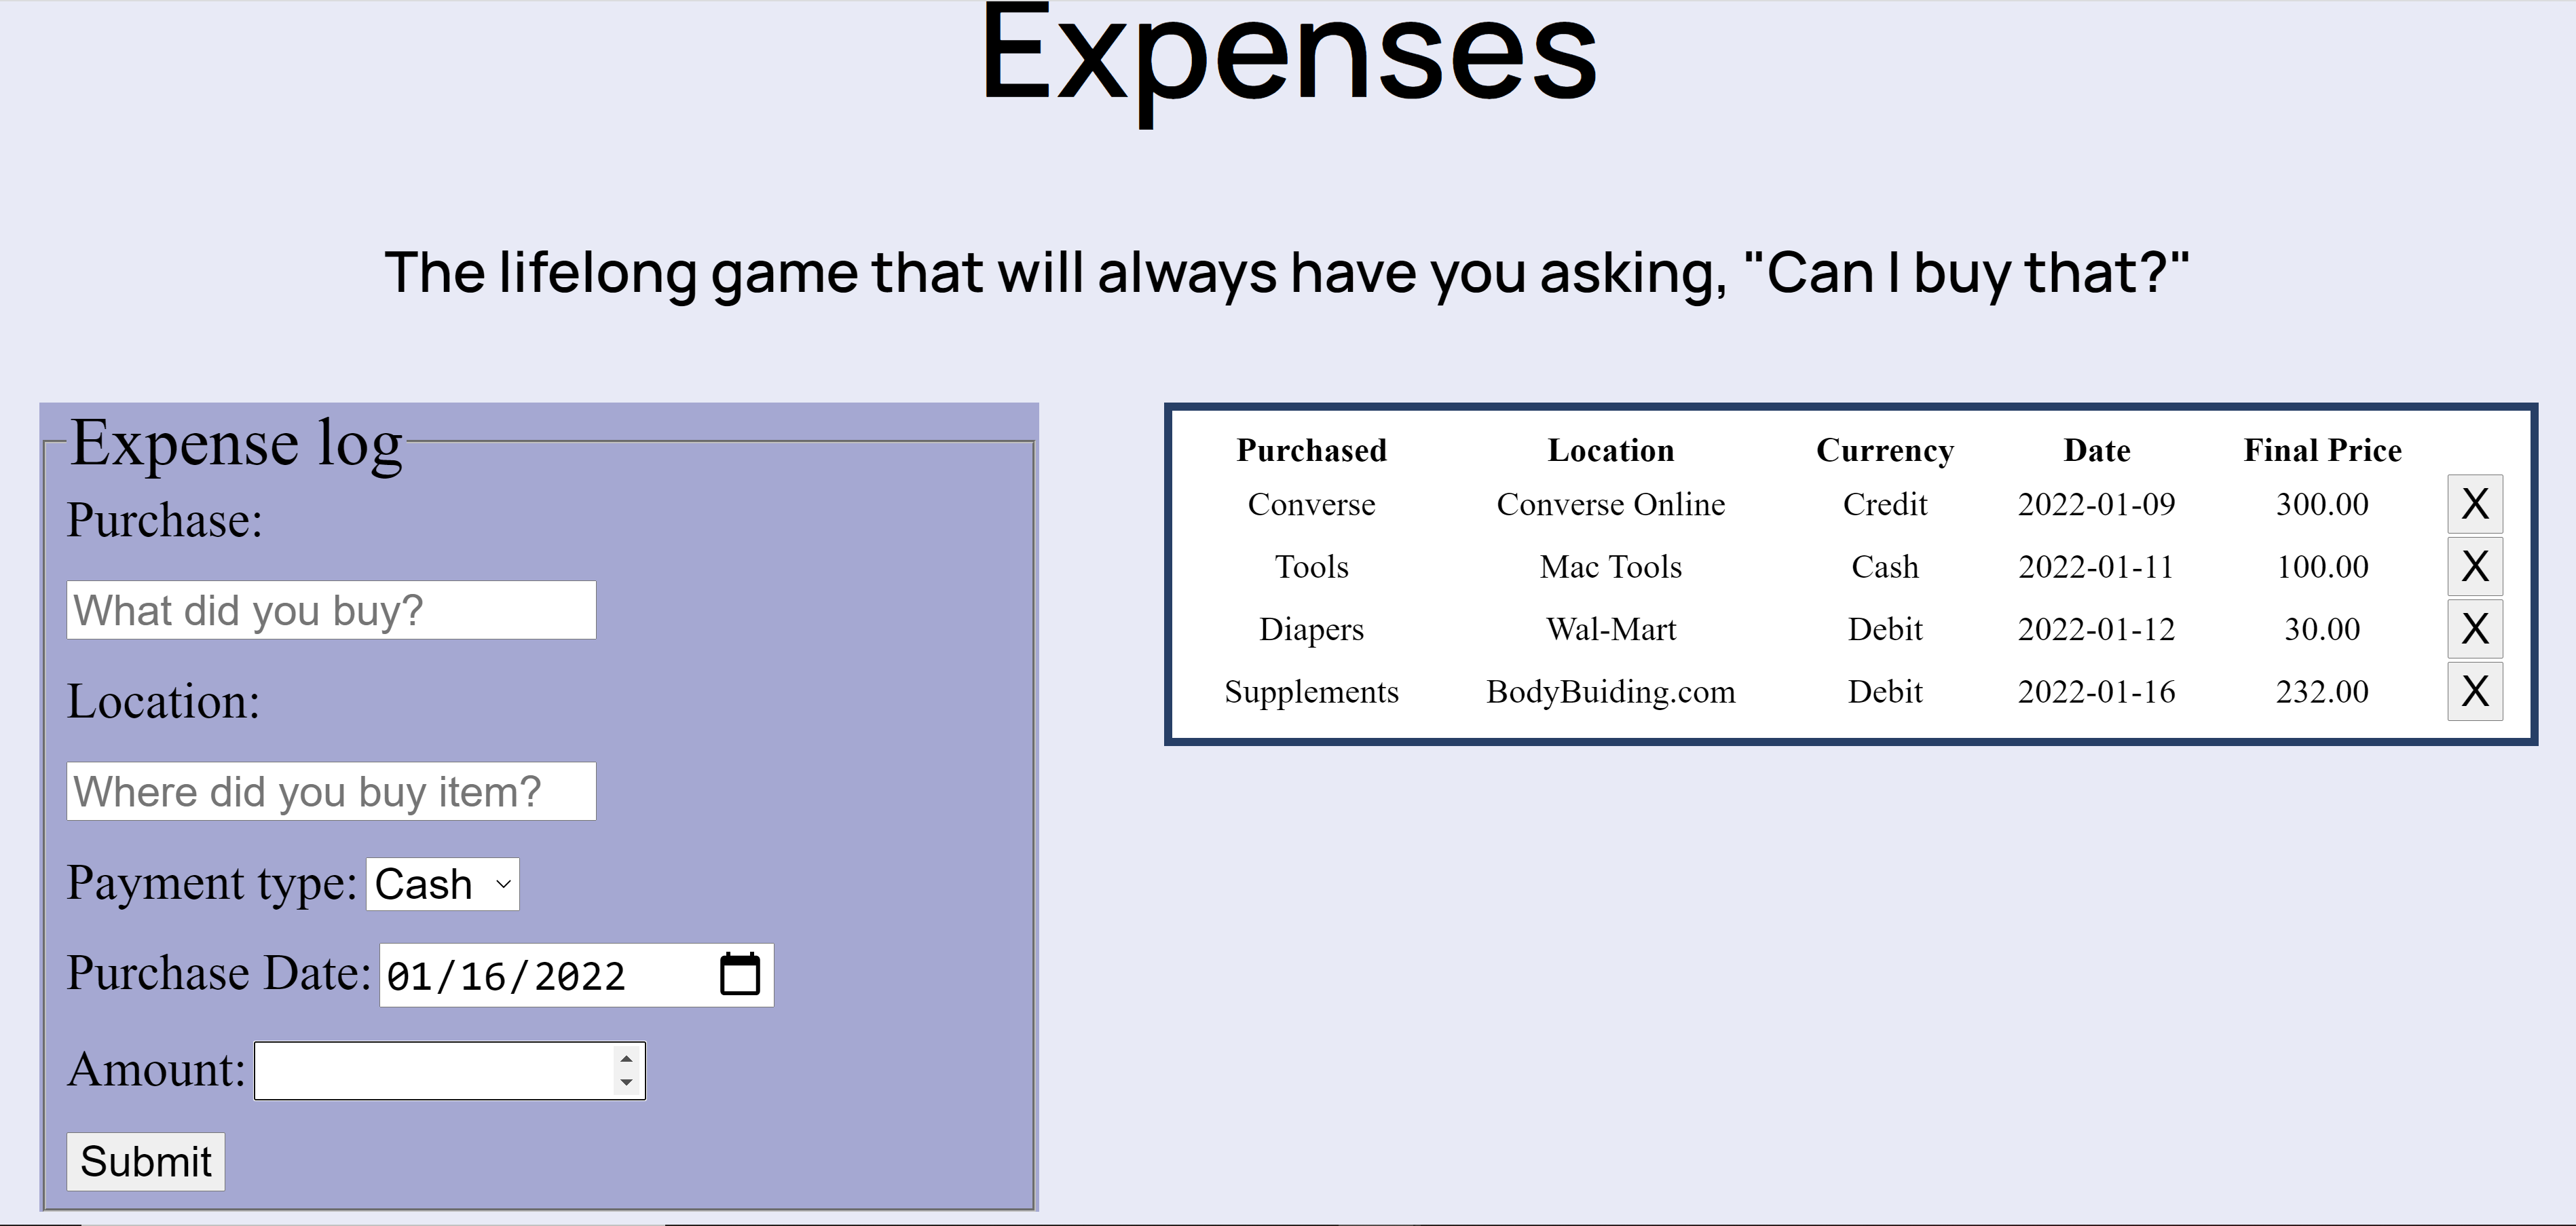 Expenses
The lifelong game that will always have you asking, "Can I buy that?"
Expense log
Purchase:
What did you buy?
Location:
Where did you buy item?
Payment type: Cash
Purchase Date: 01/16/2022
Amount:
Submit
Purchased Location Currency Date Final Price
Converse Converse Online Credit 2022-01-09 300.00 X
Tools Mac Tools Cash 2022-01-11 100.00 X
Diapers Wal-Mart Debit 2022-01-12 30.00 X
Supplements BodyBuiding.com Debit 2022-01-16 232.00 X